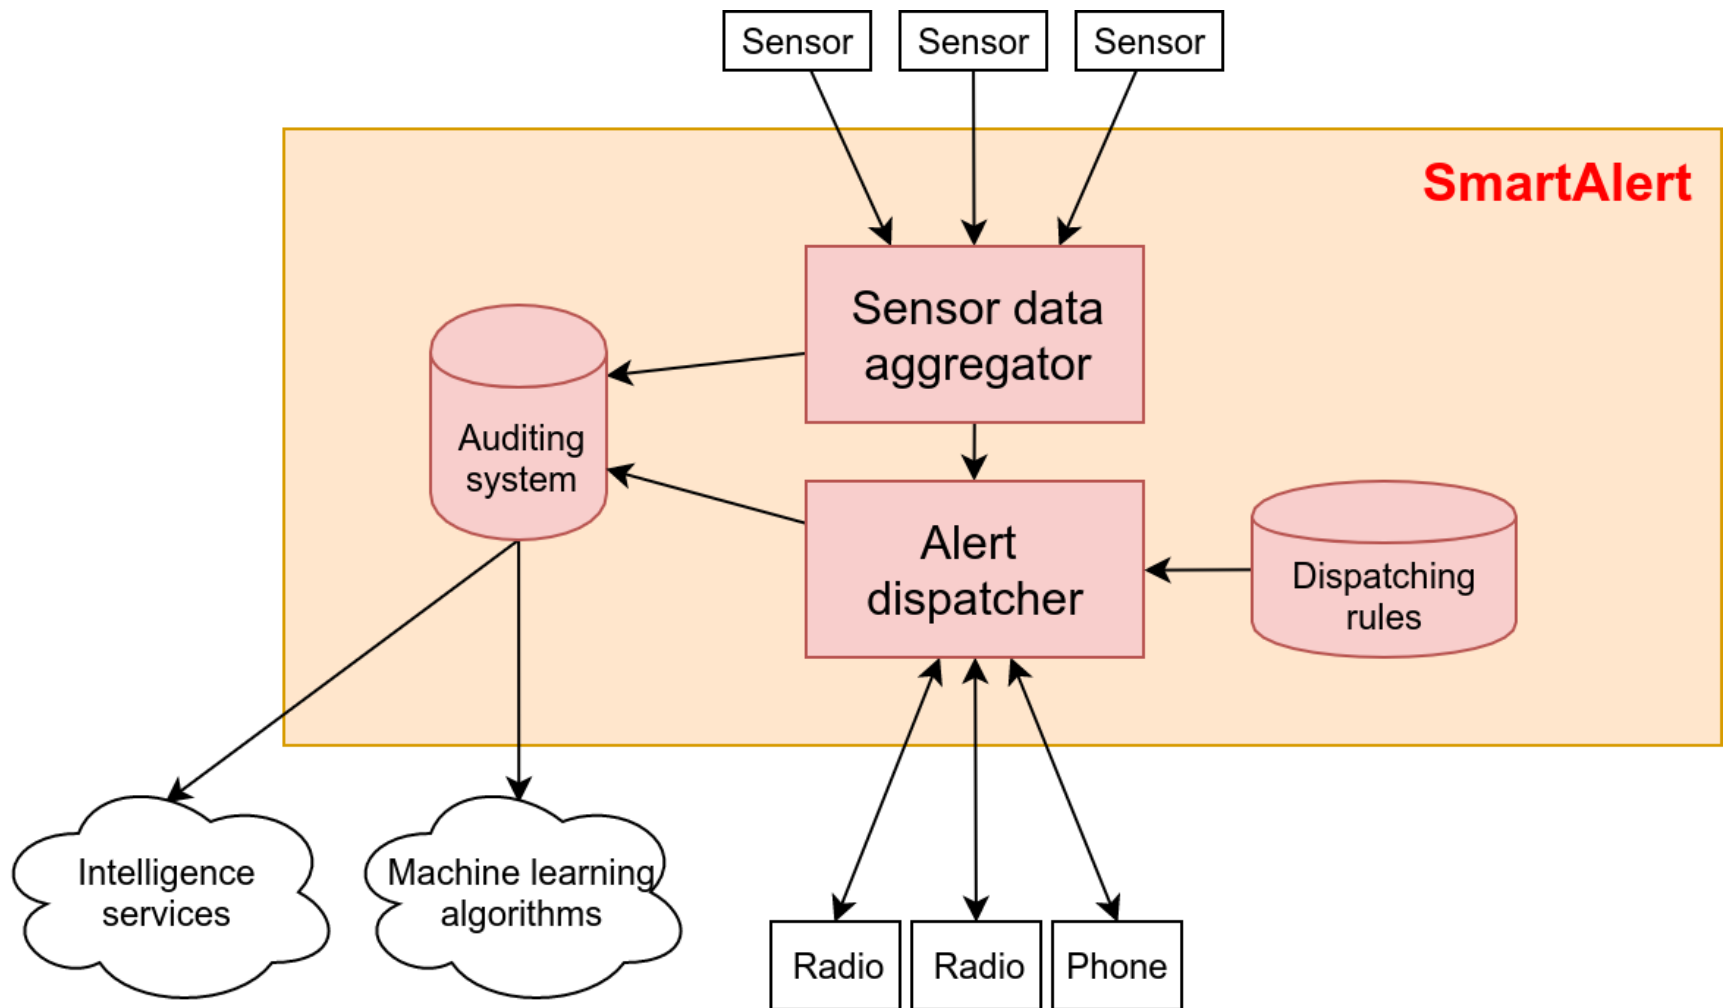 Sensor
Sensor
Sensor
SmartAlert
Sensor data
aggregator
Auditing
system
Alert
dispatcher
Dispatching
rules
Intelligence
services
Machine learning
algorithms
Radio
Radio
Phone